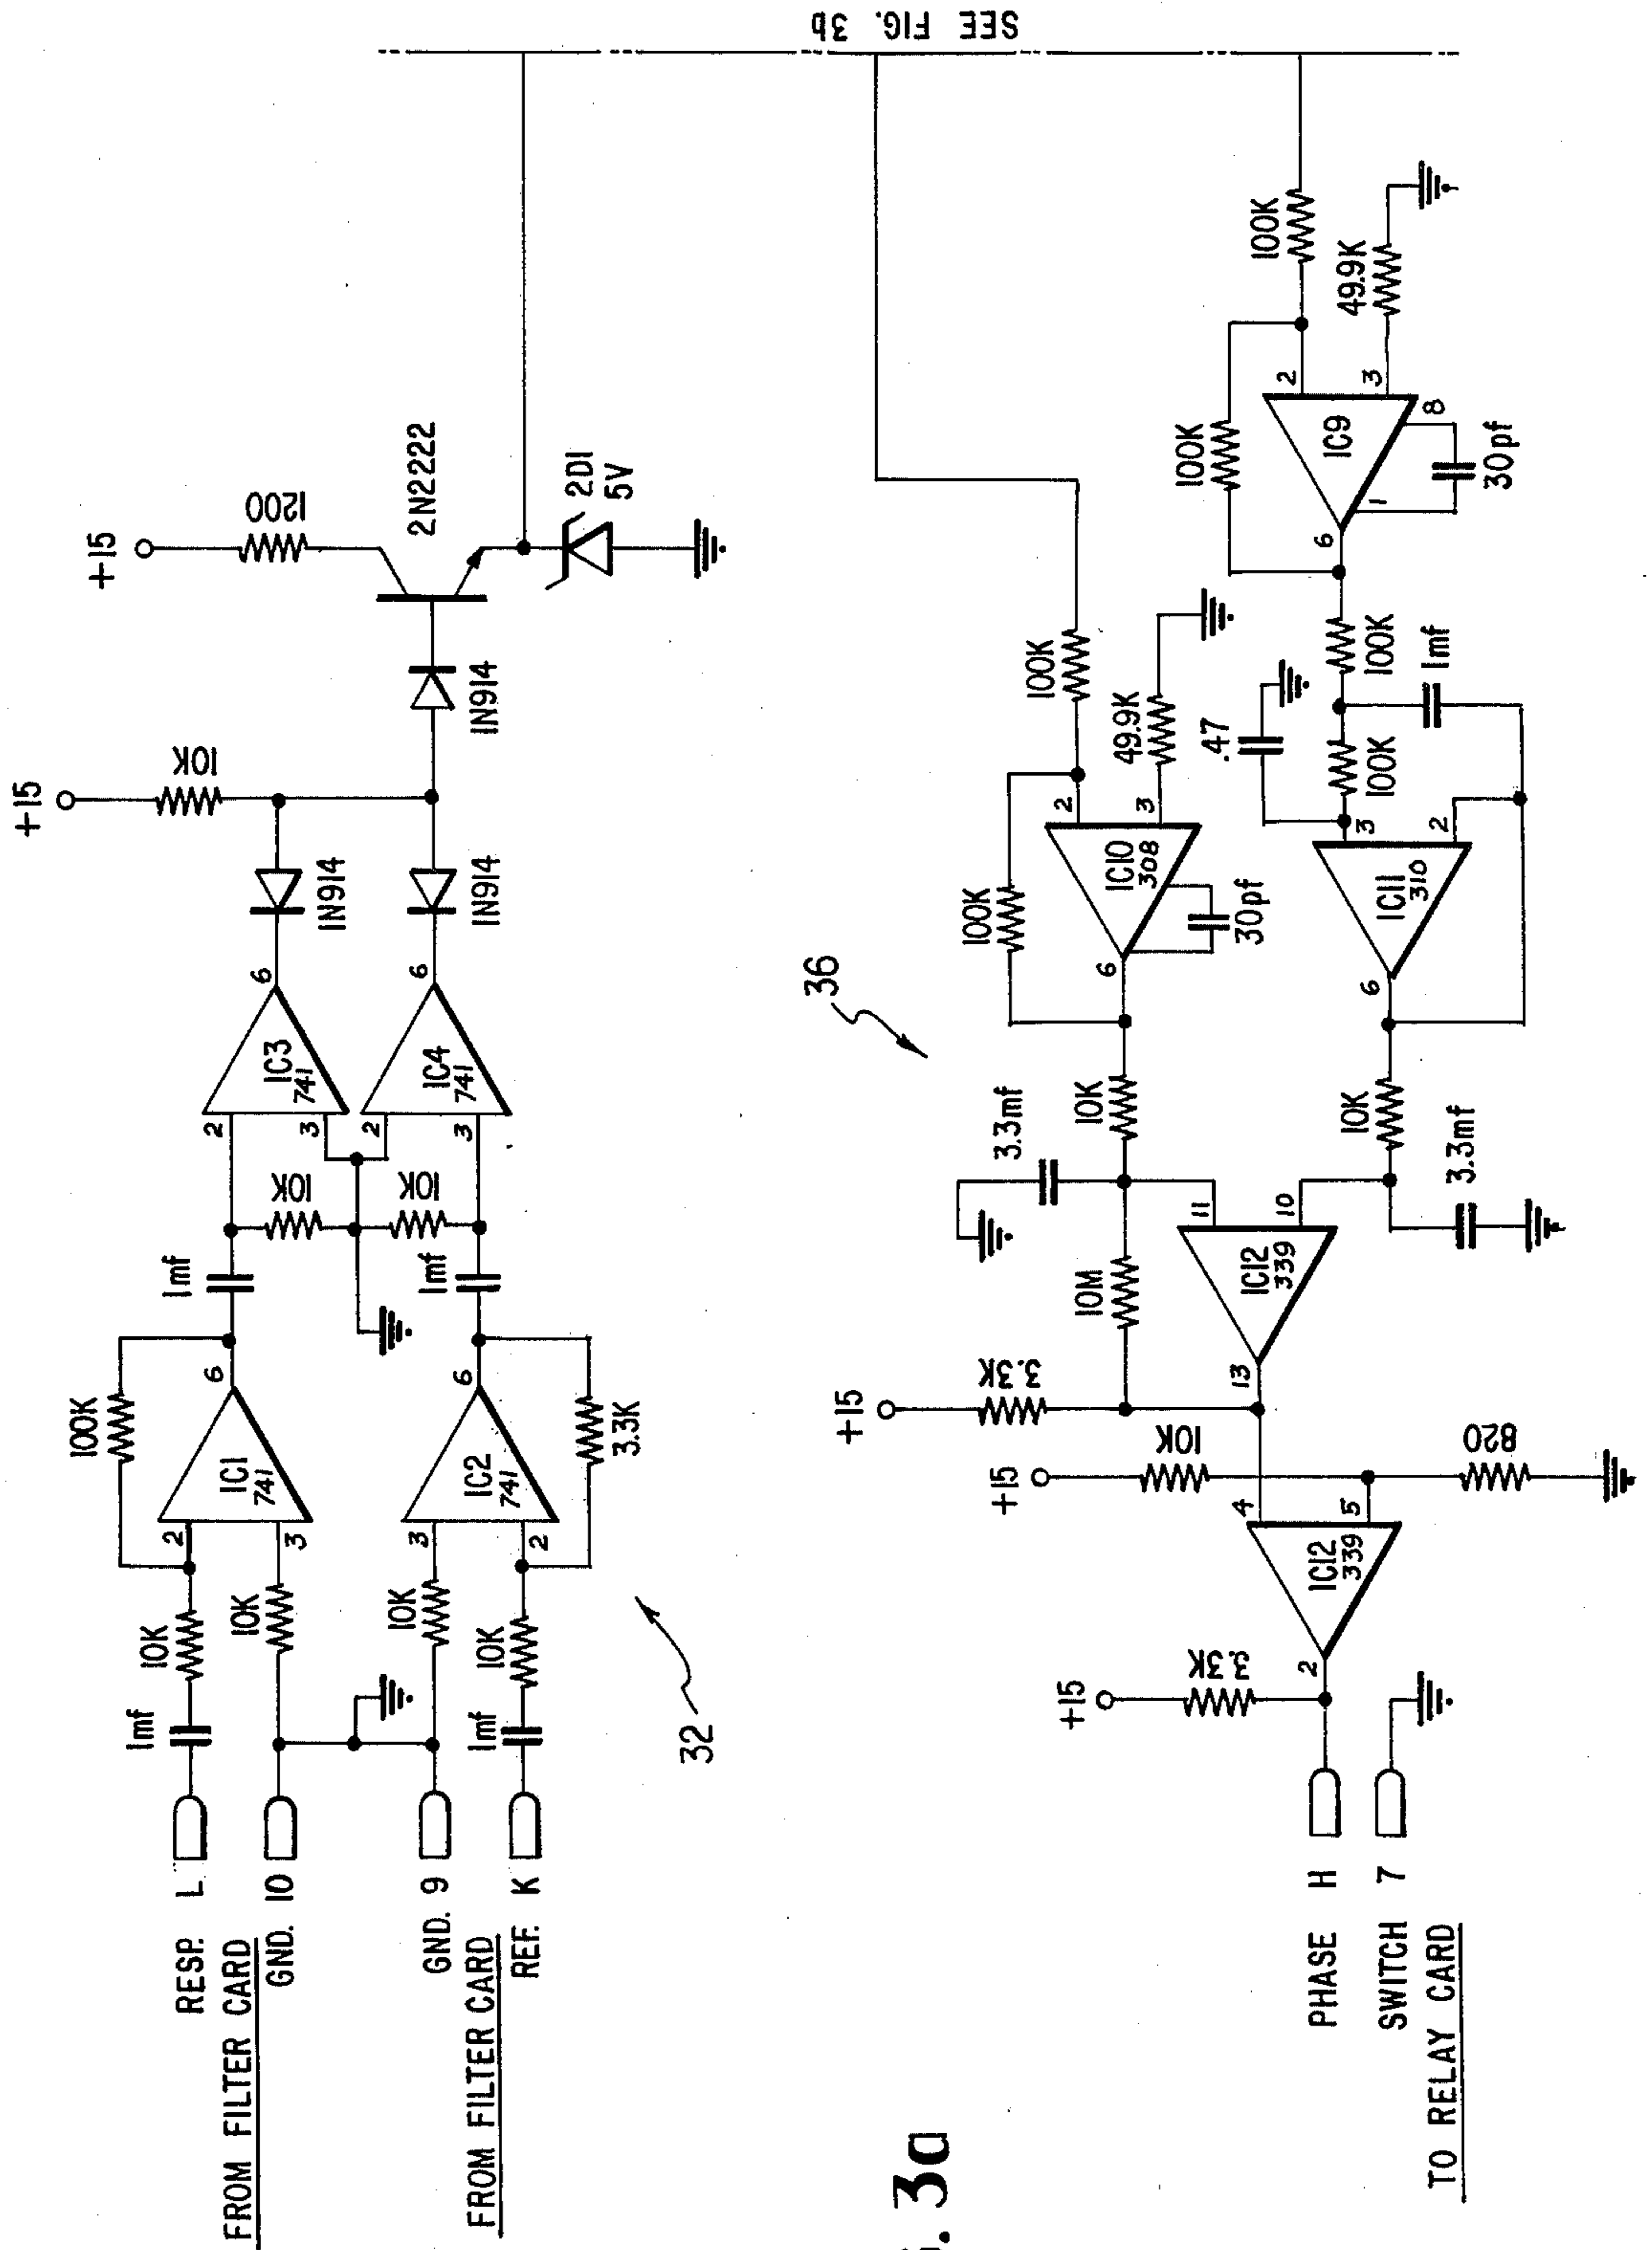 SEE FIG. 3b
+15
1200
2N2222
2D1
5V
+15
10K
1N914
1N914
1N914
6
IC3
741
2
3
6
IC4
741
2
3
10K
10K
1mf
1mf
100K
6
IC1
741
2
3
6
IC2
741
3
2
3.3K
10K
10K
10K
10K
1mf
1mf
RESP. L
FROM FILTER CARD
GND. 10
GND. 9
FROM FILTER CARD
REF. K
32
100K
49.9K
100K
2
3
IC9
8
1
6
30pf
100K
49.9K
100K
2
3
IC10
308
6
30pf
.47
100K
100K
1mf
3
2
IC11
310
6
36
3.3mf
10K
10K
3.3mf
10M
11
10
IC12
339
13
+15
3.3K
+15
10K
820
4
5
IC12
339
2
+15
3.3K
PHASE H
SWITCH 7
TO RELAY CARD
. 3a